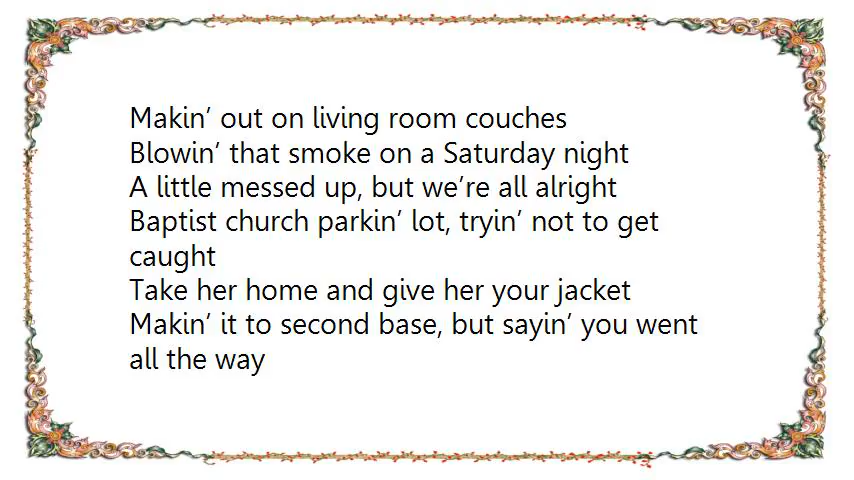 Makin’ out on living room couches
Blowin’ that smoke on a Saturday night
A little messed up, but we’re all alright
Baptist church parkin’ lot, tryin’ not to get
caught
Take her home and give her your jacket
Makin’ it to second base, but sayin’ you went
all the way